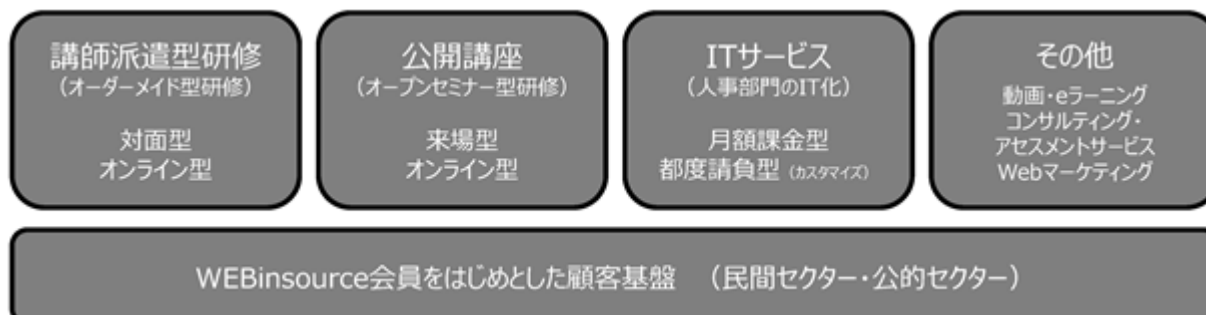 講師派遣型研修
(オーダーメイド型研修)
対面型
オンライン型
公開講座
(オープンセミナー型研修)
来場型
オンライン型
ITサービス
(人事部門のIT化)
月額課金型
都度請負型 (カスタマイズ)
その他
動画・eラーニング
コンサルティング・
アセスメントサービス
Webマーケティング
WEBinsource会員をはじめとした顧客基盤 (民間セクター・公的セクター)